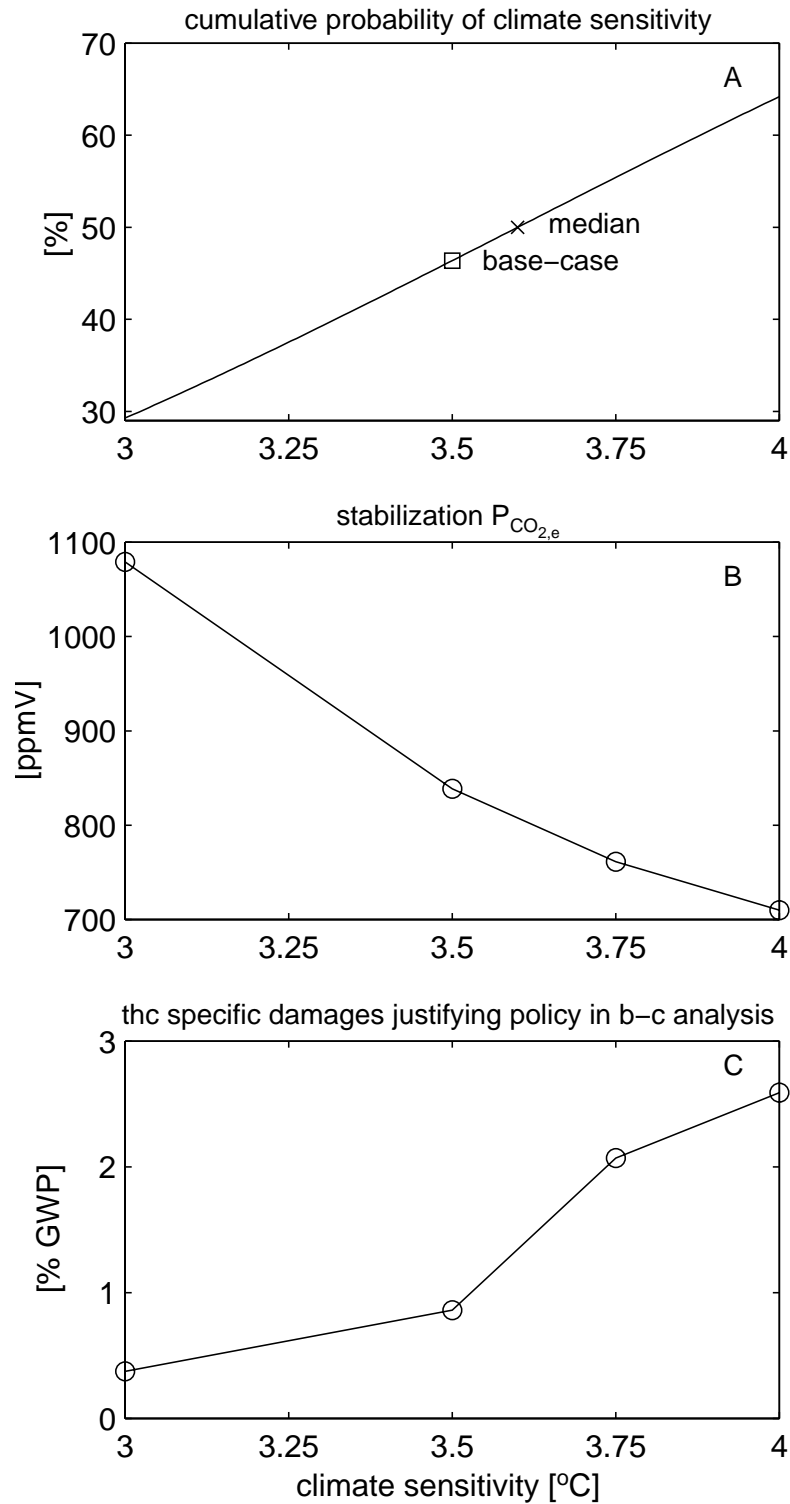 cumulative probability of climate sensitivity
70
A
60
[%]
50
median
base−case
40
30
3 3.25 3.5 3.75 4
stabilization P_CO2,e
1100
B
1000
[ppmV]
900
800
700
3 3.25 3.5 3.75 4
thc specific damages justifying policy in b−c analysis
3
C
2
[% GWP]
1
0
3 3.25 3.5 3.75 4
climate sensitivity [°C]